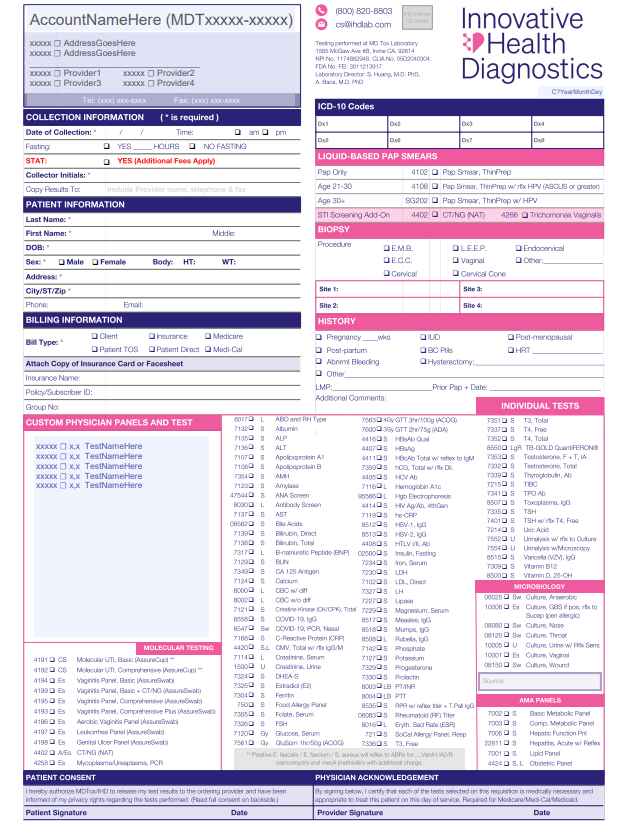 AccountNameHere (MDTxxxxx-xxxxx)
xxxxx ☐ AddressGoesHere
xxxxx ☐ AddressGoesHere
xxxxx ☐ Provider1 xxxxx ☐ Provider2
xxxxx ☐ Provider3 xxxxx ☐ Provider4
Tel: (xxx) xxx-xxxx Fax: (xxx) xxx-xxxx
(800) 820-8803
cs@ihdlab.com
Testing performed at MD Tox Laboratory
1565 McGaw Ave #B, Irvine CA, 92614
NPI No. 1174882948, CLIA No. 05D2040304.
FDA No. FEI: 3011213917
Laboratory Director: S. Huang, M.D. PhD,
A. Baca, M.D. PhD
Innovative
Health
Diagnostics
C?YearMonthDay
COLLECTION INFORMATION ( * is required )
Date of Collection: * / / Time: ☐ am ☐ pm
Fasting: ☐ YES ____ HOURS ☐ NO FASTING
STAT: ☐ YES (Additional Fees Apply)
Collector Initials: *
Copy Results To: Include Provider name, telephone & fax
PATIENT INFORMATION
Last Name: *
First Name: * Middle:
DOB: *
Sex: * ☐ Male ☐ Female Body: HT: WT:
Address: *
City/ST/Zip *
Phone: Email:
BILLING INFORMATION
Bill Type: * ☐ Client ☐ Insurance ☐ Medicare
☐ Patient TOS ☐ Patient Direct ☐ Medi-Cal
Attach Copy of Insurance Card or Facesheet
Insurance Name:
Policy/Subscriber ID:
Group No:
ICD-10 Codes
Dx1 Dx2 Dx3 Dx4
Dx5 Dx6 Dx7 Dx8
LIQUID-BASED PAP SMEARS
Pap Only 4102 ☐ Pap Smear, ThinPrep
Age 21-30 4108 ☐ Pap Smear, ThinPrep w/ rflx HPV (ASCUS or greater)
Age 30+ SG202 ☐ Pap Smear, ThinPrep w/ HPV
STI Screening Add-On 4402 ☐ CT/NG (NAT) 4266 ☐ Trichomonas Vaginalis
BIOPSY
Procedure ☐ E.M.B. ☐ L.E.E.P. ☐ Endocervical
☐ E.C.C. ☐ Vaginal ☐ Other:
☐ Cervical ☐ Cervical Cone
Site 1: Site 3:
Site 2: Site 4:
HISTORY
☐ Pregnancy ____wks ☐ IUD ☐ Post-menopausal
☐ Post-partum ☐ BC Pills ☐ HRT
☐ Abnrml Bleeding ☐ Hysterectomy:
☐ Other
LMP: Prior Pap + Date:
Additional Comments:
CUSTOM PHYSICIAN PANELS AND TEST
xxxxx ☐ x,x TestNameHere
xxxxx ☐ x,x TestNameHere
xxxxx ☐ x,x TestNameHere
xxxxx ☐ x,x TestNameHere
xxxxx ☐ x,x TestNameHere
MOLECULAR TESTING
4191 ☐ CS Molecular UTI, Basic (AssureCup) **
4192 ☐ CS Molecular UTI, Comprehensive (AssureCup) **
4194 ☐ Es Vaginitis Panel, Basic (AssureSwab)
4199 ☐ Es Vaginitis Panel, Basic + CT/NG (AssureSwab)
4195 ☐ Es Vaginitis Panel, Comprehensive (AssureSwab)
4193 ☐ Es Vaginitis Panel, Comprehensive Plus (AssureSwab)
4196 ☐ Es Aerobic Vaginitis Panel (AssureSwab)
4197 ☐ Es Leukorrhea Panel (AssureSwab)
4198 ☐ Es Genital Ulcer Panel (AssureSwab)
4402 ☐ A/Es CT/NG (NAT)
4258 ☐ Es Mycoplasma/Ureaplasma, PCR
6017 ☐ L ABO and RH Type
7132 ☐ S Albumin
7135 ☐ S ALP
7136 ☐ S ALT
7107 ☐ S Apolipoprotein A1
7108 ☐ S Apolipoprotein B
7354 ☐ S AMH
7123 ☐ S Amylase
47544 ☐ S ANA Screen
6030 ☐ L Antibody Screen
7137 ☐ S AST
08562 ☐ S Bile Acids
7139 ☐ S Bilirubin, Direct
7138 ☐ S Bilirubin, Total
7317 ☐ L B-natriuretic Peptide (BNP)
7129 ☐ S BUN
7349 ☐ S CA 125 Antigen
7124 ☐ S Calcium
8000 ☐ L CBC w/ diff
8002 ☐ L CBC w/o diff
7121 ☐ S Creatine Kinase (CK/CPK), Total
6558 ☐ S COVID-19, IgG
6547 ☐ Sw COVID-19, PCR, Nasal
7168 ☐ S C-Reactive Protein (CRP)
4420 ☐ S,L CMV, Total w/ rflx IgG/M
7114 ☐ L Creatinine, Serum
1500 ☐ U Creatinine, Urine
7324 ☐ S DHEA-S
7325 ☐ S Estradiol (E2)
7304 ☐ S Ferritin
750 ☐ S Food Allergy Panel
7305 ☐ S Folate, Serum
7326 ☐ S FSH
7120 ☐ Gy Glucose, Serum
7561 ☐ Gy GluScrn 1hr/50g (ACOG)
7563 ☐ 4Gy GTT 3hr/100g (ACOG)
7600 ☐ 3Gy GTT 2hr/75g (ADA)
4416 ☐ S HBsAb Qual
4407 ☐ S HBsAg
4411 ☐ S HBcAb Total w/ reflex to IgM
7359 ☐ S hCG, Total w/ rflx Dil.
4405 ☐ S HCV Ab
7116 ☐ L Hemoglobin A1c
95566 ☐ L Hgb Electrophoresis
4414 ☐ S HIV Ag/Ab, 4thGen
7119 ☐ S hs-CRP
8512 ☐ S HSV-1, IgG
8513 ☐ S HSV-2, IgG
4408 ☐ S HTLV I/II, Ab
02500 ☐ S Insulin, Fasting
7234 ☐ S Iron, Serum
7230 ☐ S LDH
7102 ☐ S LDL, Direct
7327 ☐ S LH
7227 ☐ S Lipase
7229 ☐ S Magnesium, Serum
8517 ☐ S Measles, IgG
8518 ☐ S Mumps, IgG
8508 ☐ L Rubella, IgG
7142 ☐ S Phosphate
7127 ☐ S Potassium
7329 ☐ S Progesterone
7330 ☐ S Prolactin
8003 ☐ LB PT/INR
8004 ☐ LB PTT
8535 ☐ S RPR w/ reflex titer + T.Pall IgG
06063 ☐ S Rheumatoid (RF) Titer
8016 ☐ L Eryth. Sed Rate (ESR)
721 ☐ S SoCal Allergy Panel, Resp
7336 ☐ S T3, Free
** Positive E. faecalis / E. faecium / S. aureus will reflex to ABRs for ...VanA1/A2/B
(vancomycin) and mecA (methicillin) with additional charge.
INDIVIDUAL TESTS
7351 ☐ S T3, Total
7337 ☐ S T4, Free
7352 ☐ S T4, Total
8550 ☐ LgR TB-GOLD QuantiFERON®
7353 ☐ S Testosterone, F + T, IA
7332 ☐ S Testosterone, Total
7339 ☐ S Thyroglobulin, Ab
7215 ☐ S TIBC
7341 ☐ S TPO Ab
8507 ☐ S Toxoplasma, IgG
7335 ☐ S TSH
7401 ☐ S TSH w/ rflx T4, Free
7214 ☐ S Uric Acid
7552 ☐ U Urinalysis w/ rflx to Culture
7554 ☐ U Urinalysis w/Microscopy
8515 ☐ S Varicella (VZV), IgG
7309 ☐ S Vitamin B12
8500 ☐ S Vitamin D, 25-OH
MICROBIOLOGY
08025 ☐ Sw Culture, Anaerobic
10006 ☐ Es Culture, GBS if pos, rflx to
Sucep (pen allergic)
08080 ☐ Sw Culture, Nose
08120 ☐ Sw Culture, Throat
10005 ☐ U Culture, Urine w/ Rflx Sens
10001 ☐ Es Culture, Vaginal
08150 ☐ Sw Culture, Wound
Source:
AMA PANELS
7002 ☐ S Basic Metabolic Panel
7003 ☐ S Comp. Metabolic Panel
7006 ☐ S Hepatic Function Pnl
22811 ☐ S Hepatitis, Acute w/ Reflex
7001 ☐ S Lipid Panel
4424 ☐ S, L Obstetric Panel
PATIENT CONSENT
I hereby authorize MDTox/IHD to release my test results to the ordering provider and have been
informed of my privacy rights regarding the tests performed. (Read full consent on backside.)
Patient Signature Date
PHYSICIAN ACKNOWLEDGEMENT
By signing below, I certify that each of the tests selected on this requisition is medically necessary and
appropriate to treat this patient on this day of service. Required for Medicare/Medi-Cal/Medicaid.
Provider Signature Date